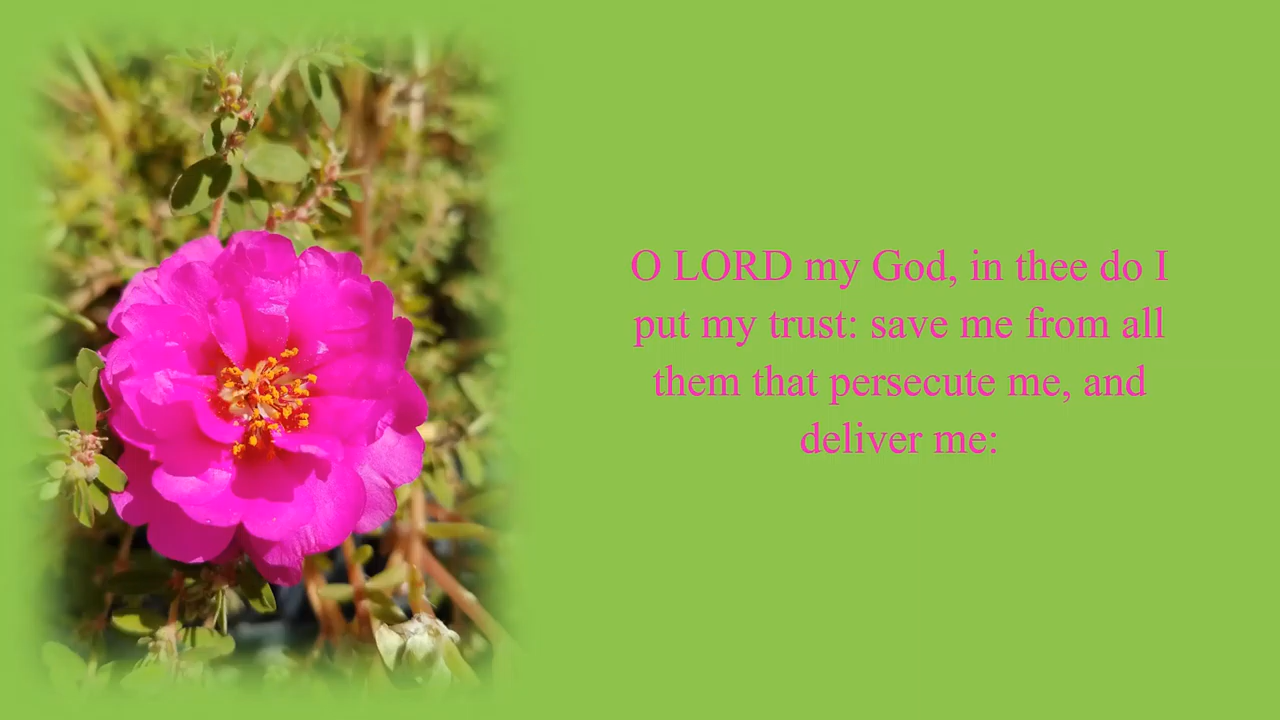 O LORD my God, in thee do I
put my trust: save me from all
them that persecute me, and
deliver me: